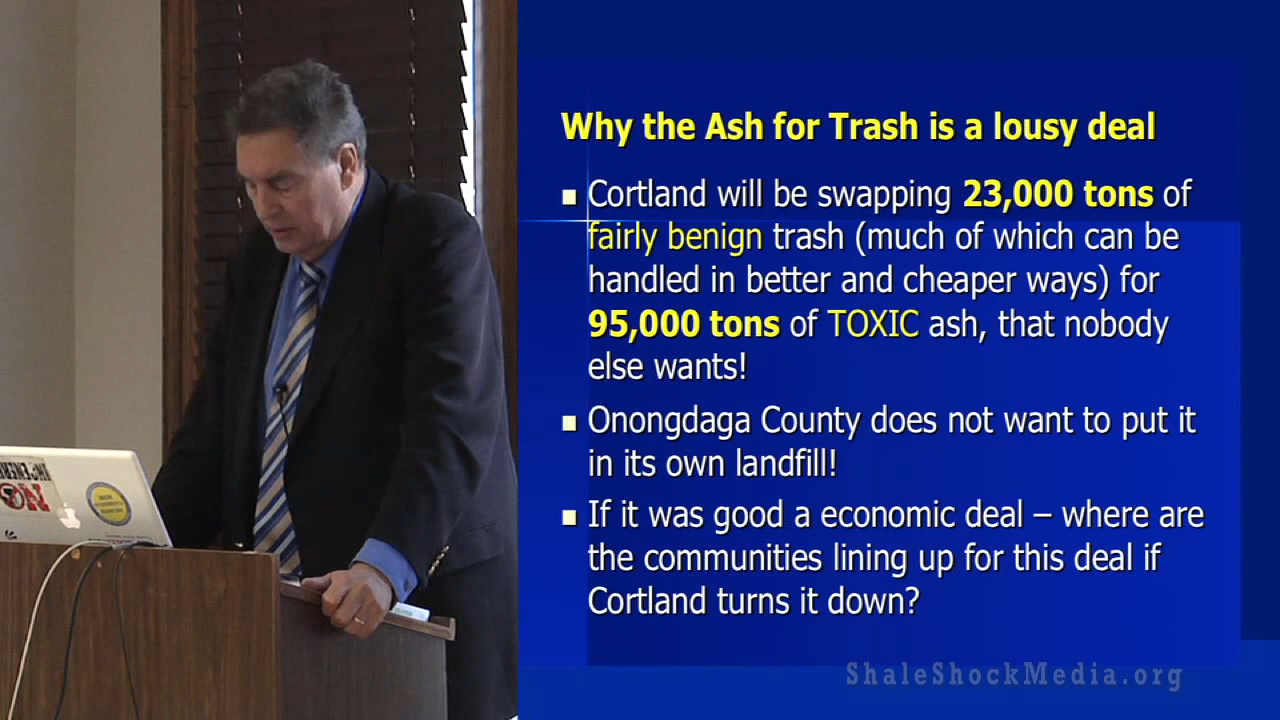 Why the Ash for Trash is a lousy deal
Cortland will be swapping 23,000 tons of
fairly benign trash (much of which can be
handled in better and cheaper ways) for
95,000 tons of TOXIC ash, that nobody
else wants!
Onongdaga County does not want to put it
in its own landfill!
If it was good a economic deal – where are
the communities lining up for this deal if
Cortland turns it down?
ShaleShockMedia.org